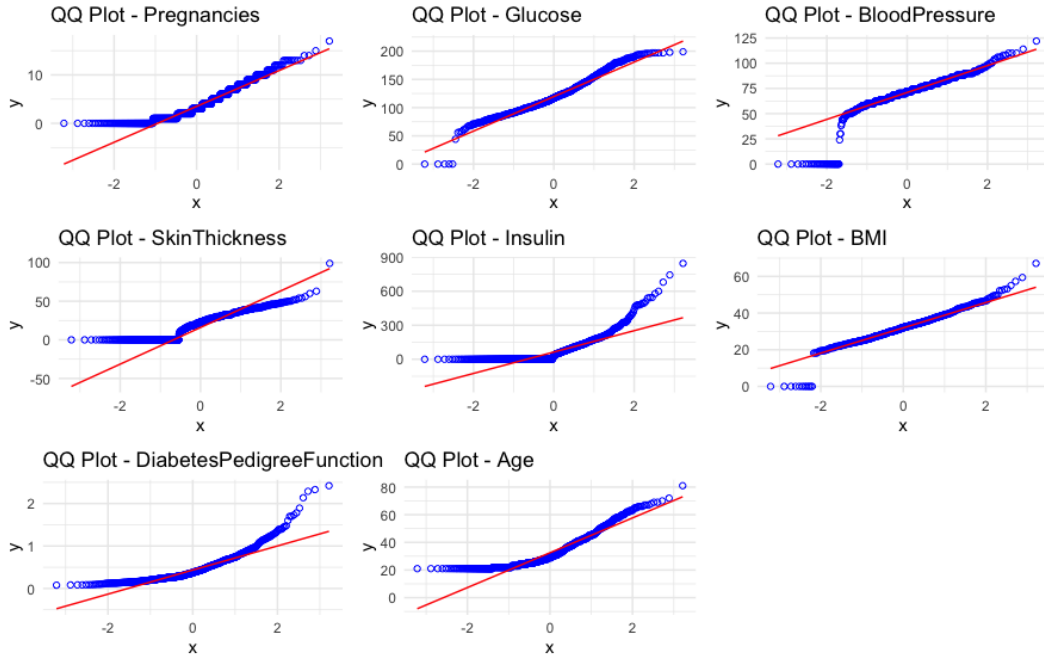 QQ Plot - Pregnancies
QQ Plot - Glucose
QQ Plot - BloodPressure
10
0
y
-2 0 2
x
200
150
100
50
0
y
-2 0 2
x
125
100
75
50
25
0
y
-2 0 2
x
QQ Plot - SkinThickness
QQ Plot - Insulin
QQ Plot - BMI
100
50
0
-50
y
-2 0 2
x
900
600
300
0
y
-2 0 2
x
60
40
20
0
y
-2 0 2
x
QQ Plot - DiabetesPedigreeFunction
QQ Plot - Age
2
1
0
y
-2 0 2
x
80
60
40
20
0
y
-2 0 2
x